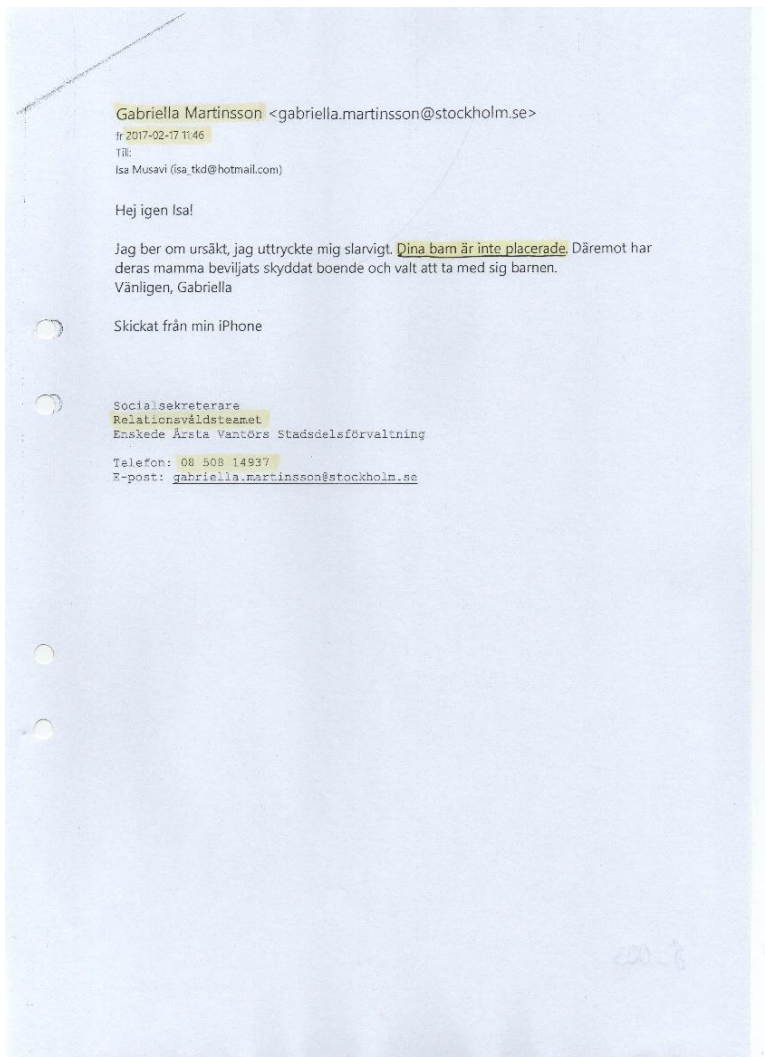 Gabriella Martinsson <gabriella.martinsson@stockholm.se>
fr 2017-02-17 11:46
Till:
Isa Musavi (isa_tkd@hotmail.com)
Hej igen Isa!
Jag ber om ursäkt, jag uttryckte mig slarvigt. Dina barn är inte placerade. Däremot har
deras mamma beviljats skyddat boende och valt att ta med sig barnen.
Vänligen, Gabriella
Skickat från min iPhone
Socialsekreterare
Relationsvåldsteamet
Enskede Årsta Vantörs Stadsdelsförvaltning
Telefon: 08 508 14937
E-post: gabriella.martinsson@stockholm.se